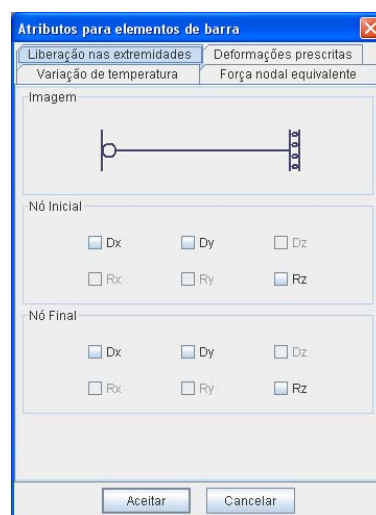 Atributos para elementos de barra
Liberação nas extremidades Deformações prescritas
Variação de temperatura Força nodal equivalente
Imagem
Nó Inicial
Dx Dy Dz
Rx Ry Rz
Nó Final
Dx Dy Dz
Rx Ry Rz
Aceitar Cancelar